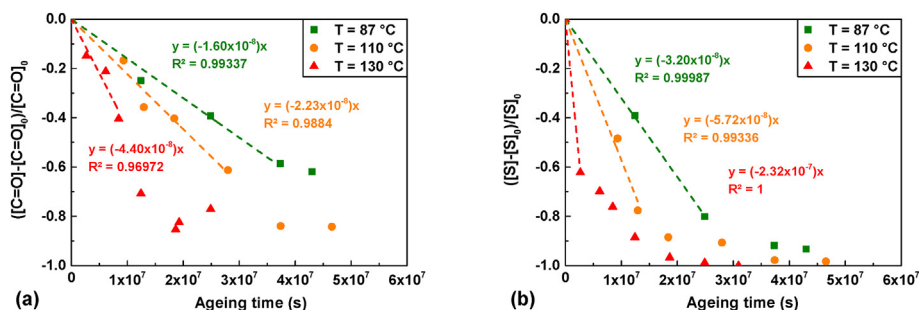 T = 87 °C
T = 110 °C
T = 130 °C
y = (-1.60x10⁻⁸)x
R² = 0.99337
y = (-2.23x10⁻⁸)x
R² = 0.9884
y = (-4.40x10⁻⁸)x
R² = 0.96972
0.0
-0.2
-0.4
-0.6
-0.8
-1.0
([C=O]-[C=O]₀)/[C=O]₀
0 1x10⁷ 2x10⁷ 3x10⁷ 4x10⁷ 5x10⁷ 6x10⁷
Ageing time (s)
(a)
T = 87 °C
T = 110 °C
T = 130 °C
y = (-3.20x10⁻⁸)x
R² = 0.99987
y = (-5.72x10⁻⁸)x
R² = 0.99336
y = (-2.32x10⁻⁷)x
R² = 1
0.0
-0.2
-0.4
-0.6
-0.8
-1.0
([S]-[S]₀)/[S]₀
0 1x10⁷ 2x10⁷ 3x10⁷ 4x10⁷ 5x10⁷ 6x10⁷
Ageing time (s)
(b)